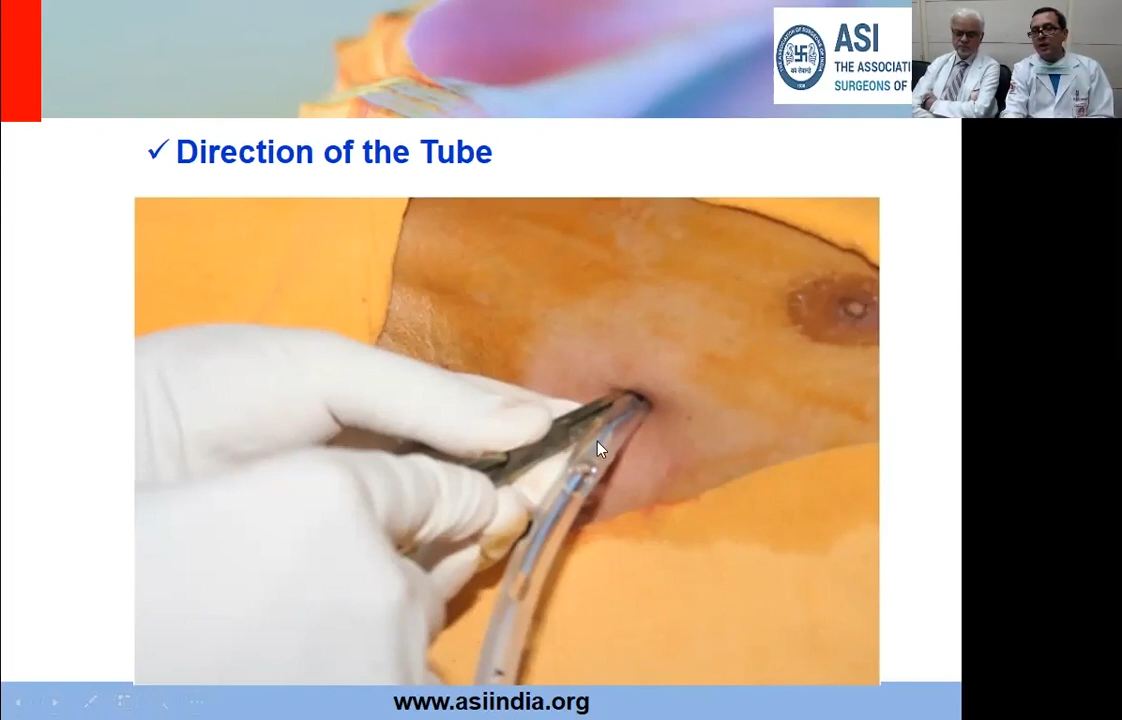 ASI
THE ASSOCIATI
SURGEONS OF
✓ Direction of the Tube
www.asiindia.org